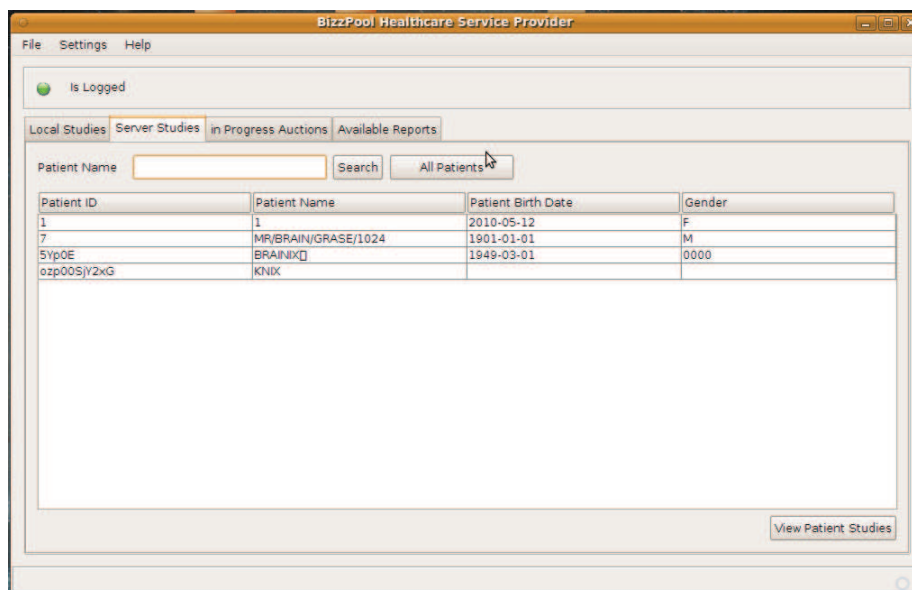 BizzPool Healthcare Service Provider
File Settings Help
Is Logged
Local Studies Server Studies in Progress Auctions Available Reports
Patient Name Search All Patients
Patient ID Patient Name Patient Birth Date Gender
1 1 2010-05-12 F
7 MR/BRAIN/GRASE/1024 1901-01-01 M
5Yp0E BRAINIX▯ 1949-03-01 0000
ozp00SjY2xG KNIX
View Patient Studies